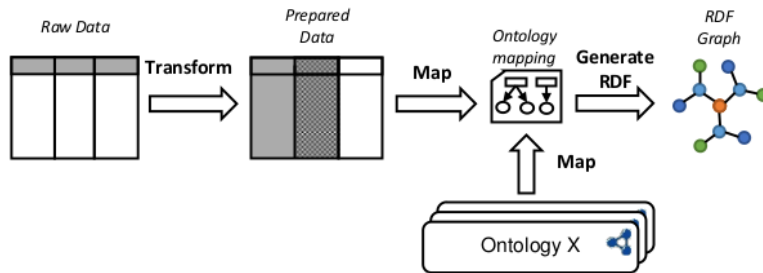 Raw Data
Transform
Prepared
Data
Map
Ontology
mapping
Generate
RDF
RDF
Graph
Map
Ontology X